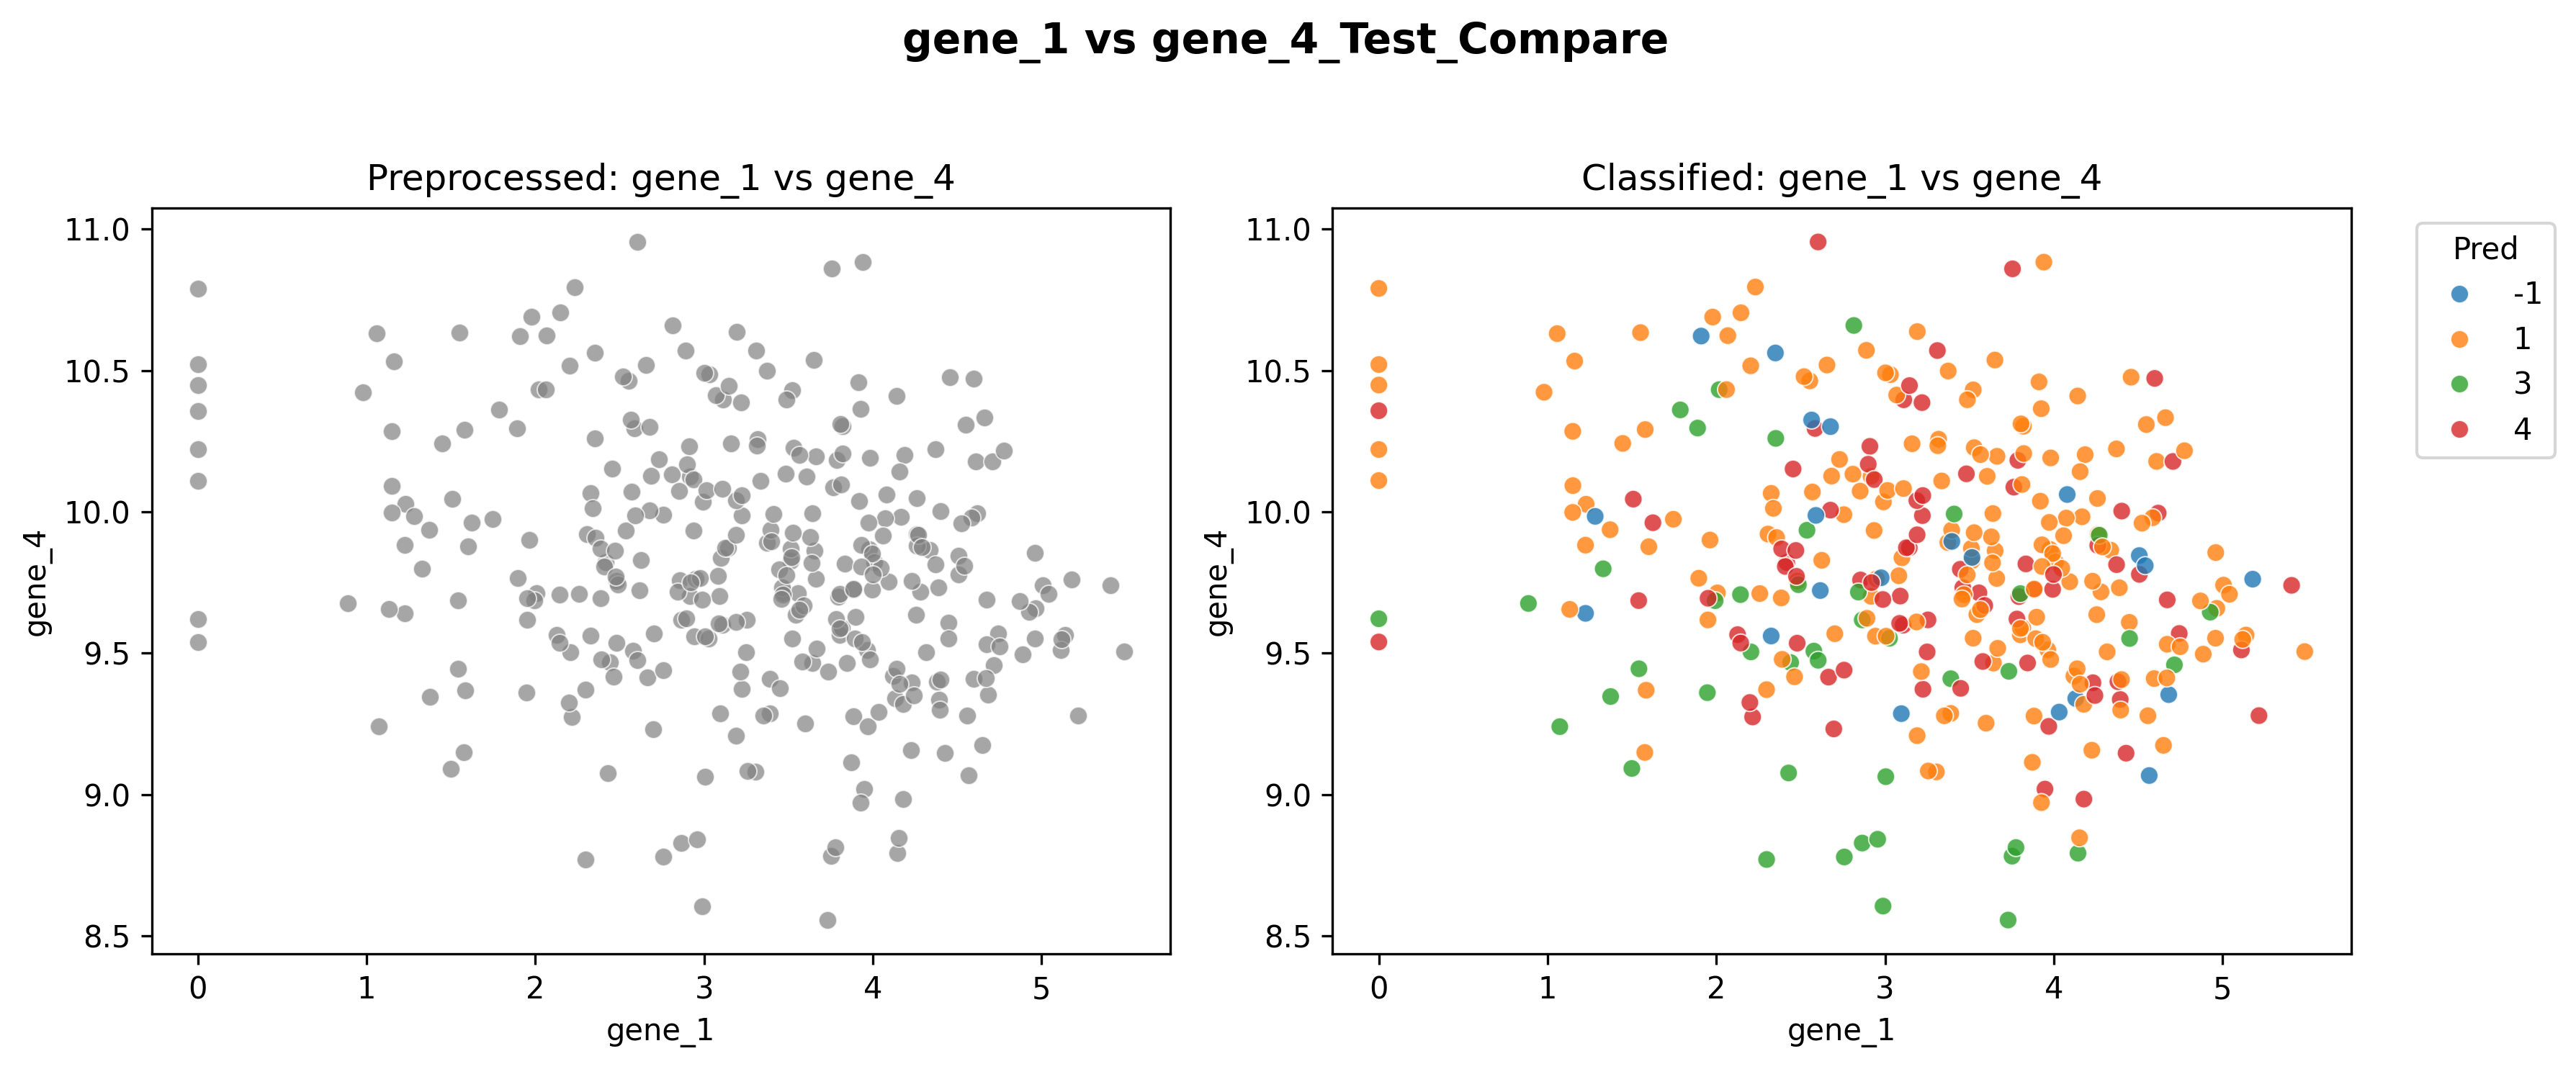 gene_1 vs gene_4_Test_Compare
Preprocessed: gene_1 vs gene_4
11.0
10.5
10.0
9.5
9.0
8.5
gene_4
0 1 2 3 4 5
gene_1
Classified: gene_1 vs gene_4
11.0
10.5
10.0
9.5
9.0
8.5
gene_4
0 1 2 3 4 5
gene_1
Pred
-1
1
3
4